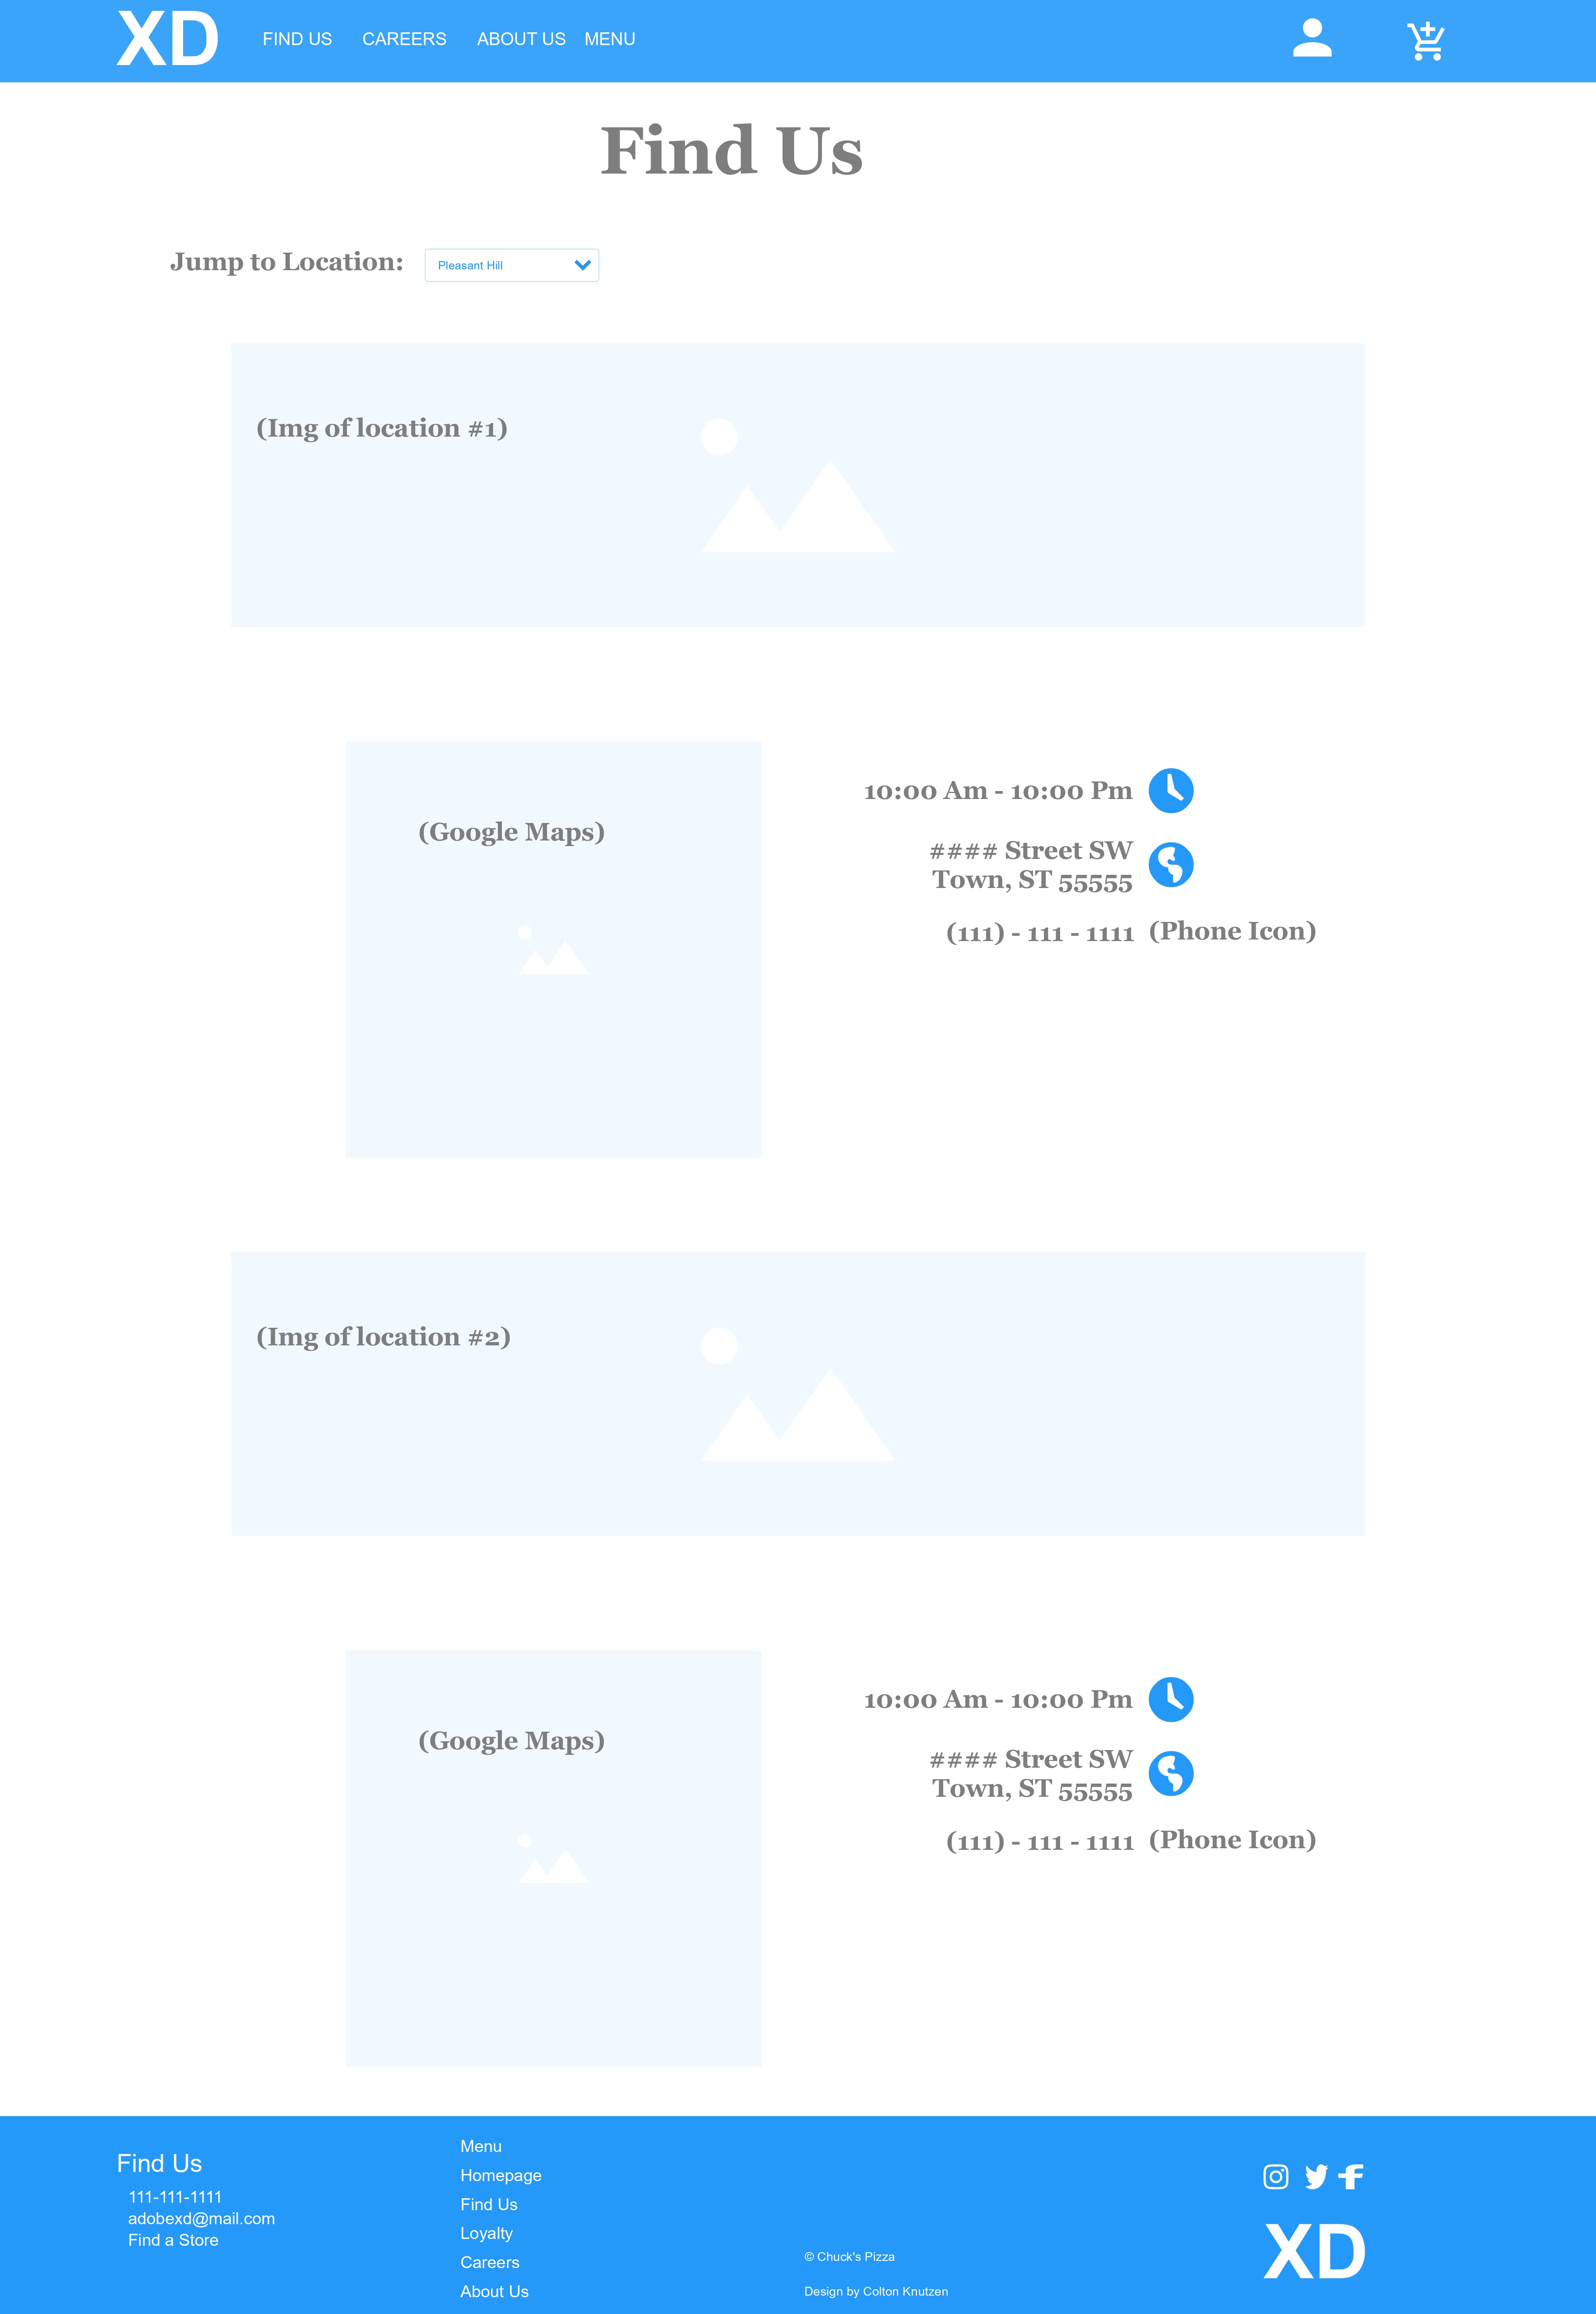 XD
FIND US CAREERS ABOUT US MENU
Find Us
Jump to Location: Pleasant Hill
(Img of location #1)
(Google Maps)
10:00 Am - 10:00 Pm
#### Street SW
Town, ST 55555
(111) - 111 - 1111 (Phone Icon)
(Img of location #2)
(Google Maps)
10:00 Am - 10:00 Pm
#### Street SW
Town, ST 55555
(111) - 111 - 1111 (Phone Icon)
Find Us
111-111-1111
adobexd@mail.com
Find a Store
Menu
Homepage
Find Us
Loyalty
Careers
About Us
© Chuck's Pizza
Design by Colton Knutzen
XD